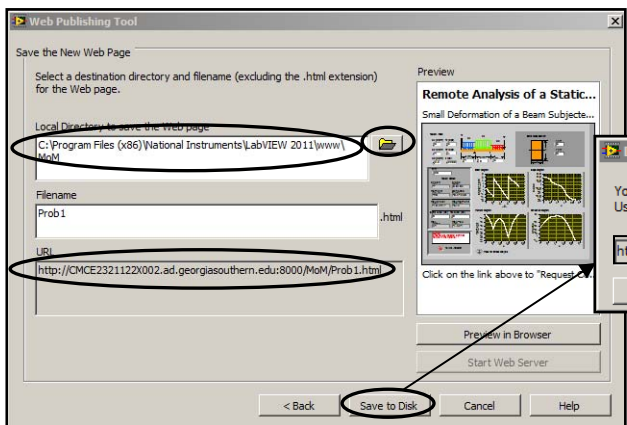 Web Publishing Tool
Save the New Web Page
Select a destination directory and filename (excluding the .html extension)
for the Web page.
Local Directory to save the Web page
C:\Program Files (x86)\National Instruments\LabVIEW 2011\www\
MoM
Filename
Prob1
.html
URL
http://CMCE2321122X002.ad.georgiasouthern.edu:8000/MoM/Prob1.html
Preview
Remote Analysis of a Static...
Small Deformation of a Beam Subjecte...
Click on the link above to "Request
Preview in Browser
Start Web Server
< Back
Save to Disk
Cancel
Help
Yo
Us
ht